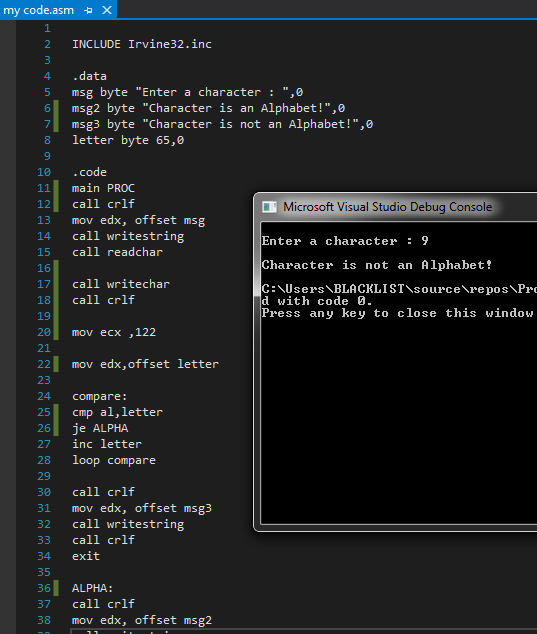 my code.asm
1
2 INCLUDE Irvine32.inc
3
4 .data
5 msg byte "Enter a character : ",0
6 msg2 byte "Character is an Alphabet!",0
7 msg3 byte "Character is not an Alphabet!",0
8 letter byte 65,0
9
10 .code
11 main PROC
12 call crlf
13 mov edx, offset msg
14 call writestring
15 call readchar
16
17 call writechar
18 call crlf
19
20 mov ecx ,122
21
22 mov edx,offset letter
23
24 compare:
25 cmp al,letter
26 je ALPHA
27 inc letter
28 loop compare
29
30 call crlf
31 mov edx, offset msg3
32 call writestring
33 call crlf
34 exit
35
36 ALPHA:
37 call crlf
38 mov edx, offset msg2
Microsoft Visual Studio Debug Console
Enter a character : 9
Character is not an Alphabet!
C:\Users\BLACKLIST\source\repos\Pro
d with code 0.
Press any key to close this window